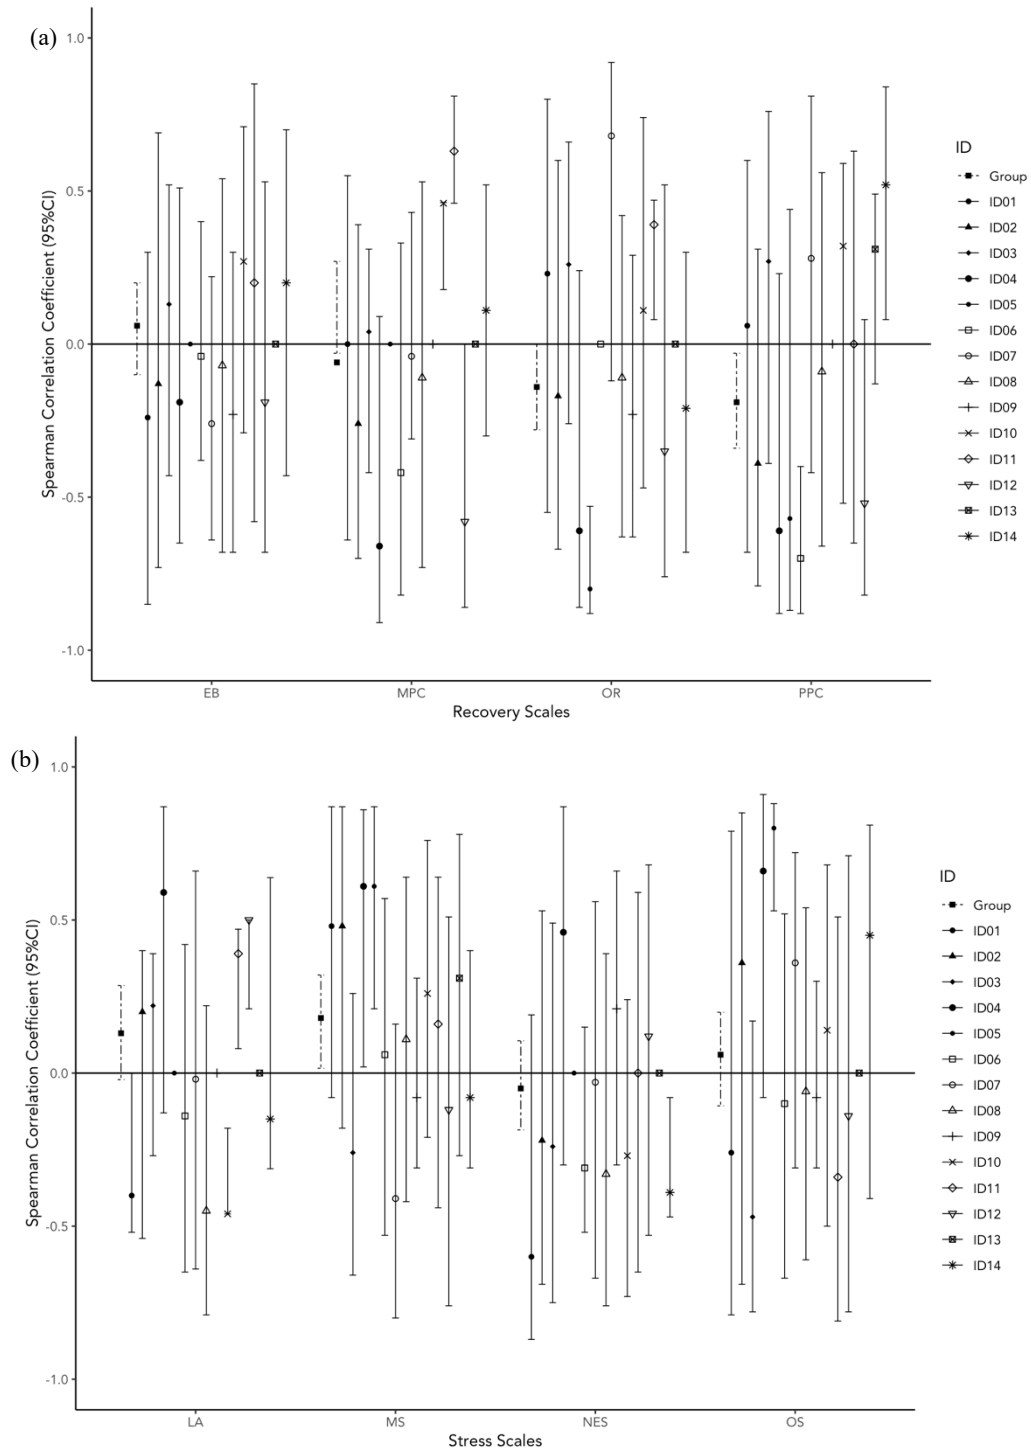 (a)
1.0
0.5
0.0
-0.5
-1.0
Spearman Correlation Coefficient (95%CI)
EB MPC OR PPC
Recovery Scales
ID
Group
ID01
ID02
ID03
ID04
ID05
ID06
ID07
ID08
ID09
ID10
ID11
ID12
ID13
ID14
(b)
1.0
0.5
0.0
-0.5
-1.0
Spearman Correlation Coefficient (95%CI)
LA MS NES OS
Stress Scales
ID
Group
ID01
ID02
ID03
ID04
ID05
ID06
ID07
ID08
ID09
ID10
ID11
ID12
ID13
ID14